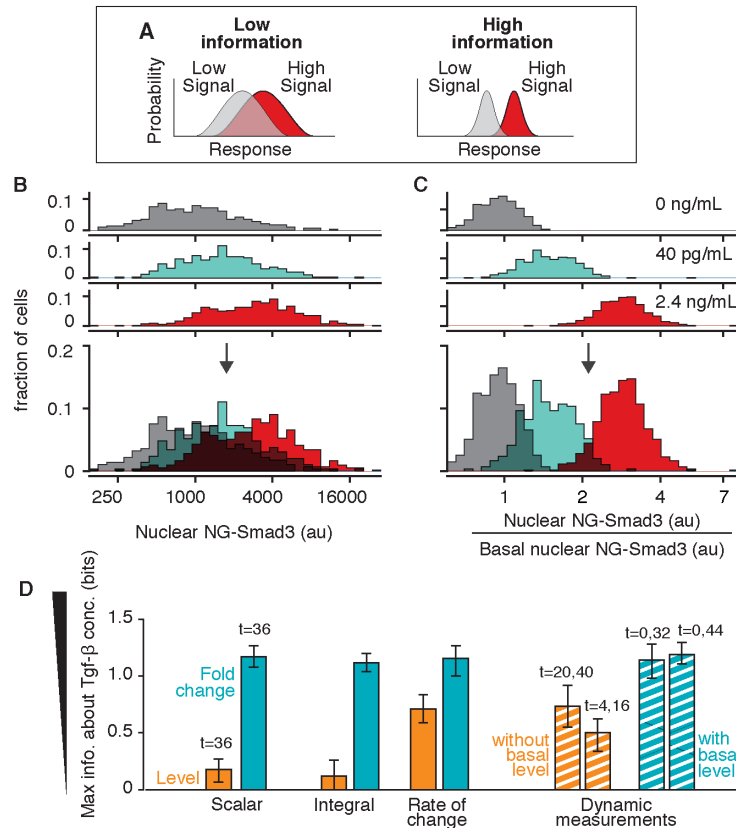 A
Low
information
High
information
Low
Signal
High
Signal
Low
Signal
High
Signal
Probability
Response
Response
B
C
0.1
0
0 ng/mL
0.1
0
40 pg/mL
0.1
0
2.4 ng/mL
fraction of cells
0.2
0.1
0
250 1000 4000 16000
1 2 4 7
Nuclear NG-Smad3 (au)
Nuclear NG-Smad3 (au)
Basal nuclear NG-Smad3 (au)
D
Max info. about Tgf-β conc. (bits)
1.5
1.0
0.5
0
t=36
Fold
change
t=36
Level
t=20,40
t=4,16
t=0,32
t=0,44
without
basal
level
with
basal
level
Scalar
Integral
Rate of
change
Dynamic
measurements